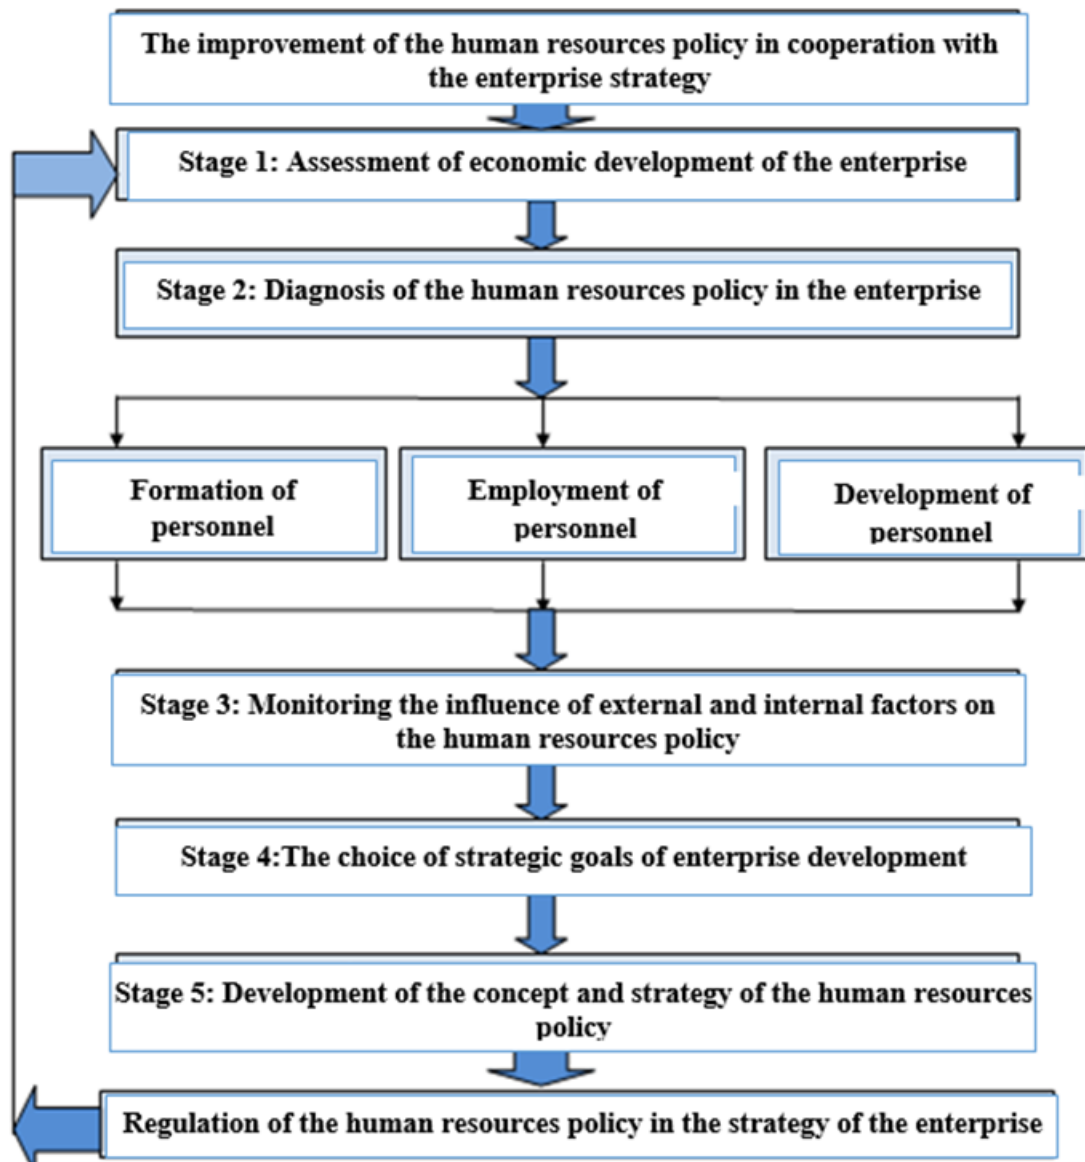 The improvement of the human resources policy in cooperation with
the enterprise strategy
Stage 1: Assessment of economic development of the enterprise
Stage 2: Diagnosis of the human resources policy in the enterprise
Formation of
personnel
Employment of
personnel
Development of
personnel
Stage 3: Monitoring the influence of external and internal factors on
the human resources policy
Stage 4:The choice of strategic goals of enterprise development
Stage 5: Development of the concept and strategy of the human resources
policy
Regulation of the human resources policy in the strategy of the enterprise